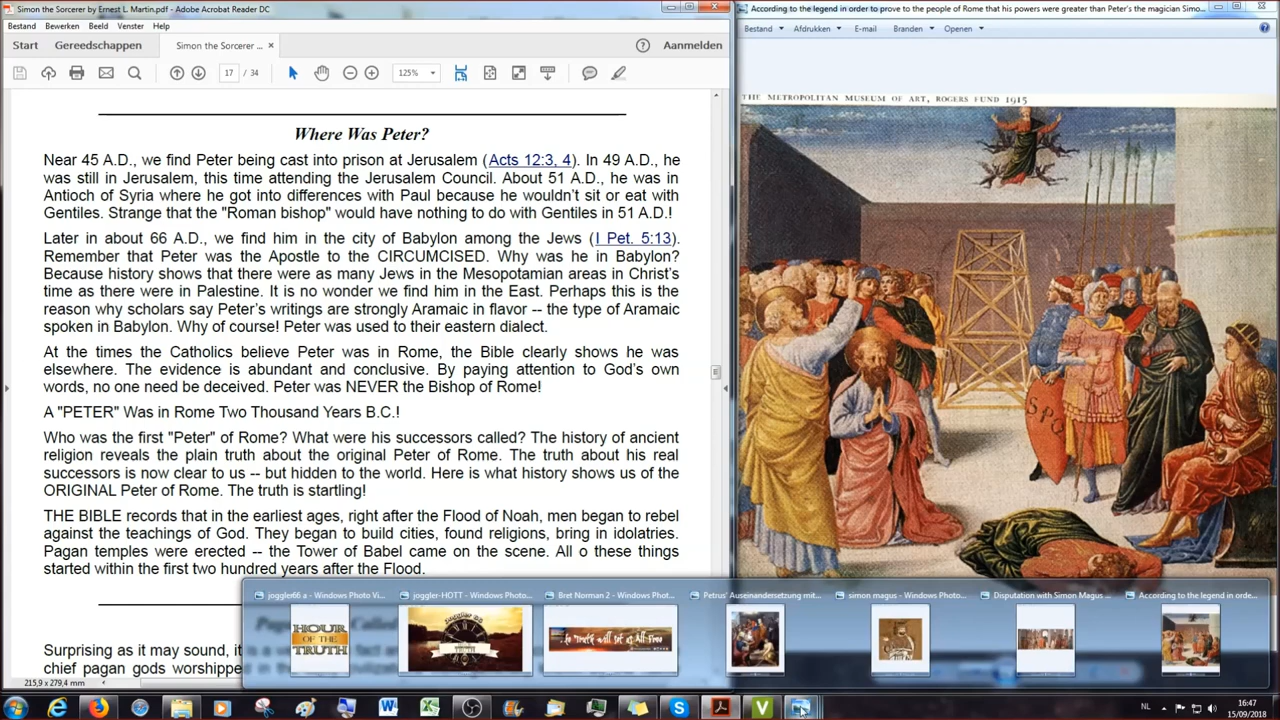 Simon the Sorcerer by Ernest L. Martin.pdf - Adobe Acrobat Reader DC
Bestand Bewerken Beeld Venster Help
Start Gereedschappen Simon the Sorcerer ... × Aanmelden
17 / 34 125%
Where Was Peter?
Near 45 A.D., we find Peter being cast into prison at Jerusalem (Acts 12:3, 4). In 49 A.D., he
was still in Jerusalem, this time attending the Jerusalem Council. About 51 A.D., he was in
Antioch of Syria where he got into differences with Paul because he wouldn't sit or eat with
Gentiles. Strange that the "Roman bishop" would have nothing to do with Gentiles in 51 A.D.!
Later in about 66 A.D., we find him in the city of Babylon among the Jews (I Pet. 5:13).
Remember that Peter was the Apostle to the CIRCUMCISED. Why was he in Babylon?
Because history shows that there were as many Jews in the Mesopotamian areas in Christ's
time as there were in Palestine. It is no wonder we find him in the East. Perhaps this is the
reason why scholars say Peter's writings are strongly Aramaic in flavor -- the type of Aramaic
spoken in Babylon. Why of course! Peter was used to their eastern dialect.
At the times the Catholics believe Peter was in Rome, the Bible clearly shows he was
elsewhere. The evidence is abundant and conclusive. By paying attention to God's own
words, no one need be deceived. Peter was NEVER the Bishop of Rome!
A "PETER" Was in Rome Two Thousand Years B.C.!
Who was the first "Peter" of Rome? What were his successors called? The history of ancient
religion reveals the plain truth about the original Peter of Rome. The truth about his real
successors is now clear to us -- but hidden to the world. Here is what history shows us of the
ORIGINAL Peter of Rome. The truth is startling!
THE BIBLE records that in the earliest ages, right after the Flood of Noah, men began to rebel
against the teachings of God. They began to build cities, found religions, bring in idolatries.
Pagan temples were erected -- the Tower of Babel came on the scene. All o these things
started within the first two hundred years after the Flood.
Surprising as it may sound, it
chief pagan gods worshipped
215,9 x 279,4 mm
According to the legend in order to prove to the people of Rome that his powers were greater than Peter's the magician Simo...
Bestand Afdrukken E-mail Branden Openen
THE METROPOLITAN MUSEUM OF ART, ROGERS FUND 1915
joggler66 a - Windows Photo Vi...
joggler-HOTT - Windows Photo...
Bret Norman 2 - Windows Phot...
Petrus' Auseinandersetzung mit...
simon magus - Windows Photo...
Disputation with Simon Magus ...
According to the legend in orde...
HOUR
OF THE
TRUTH
NL
16:47
15/09/2018